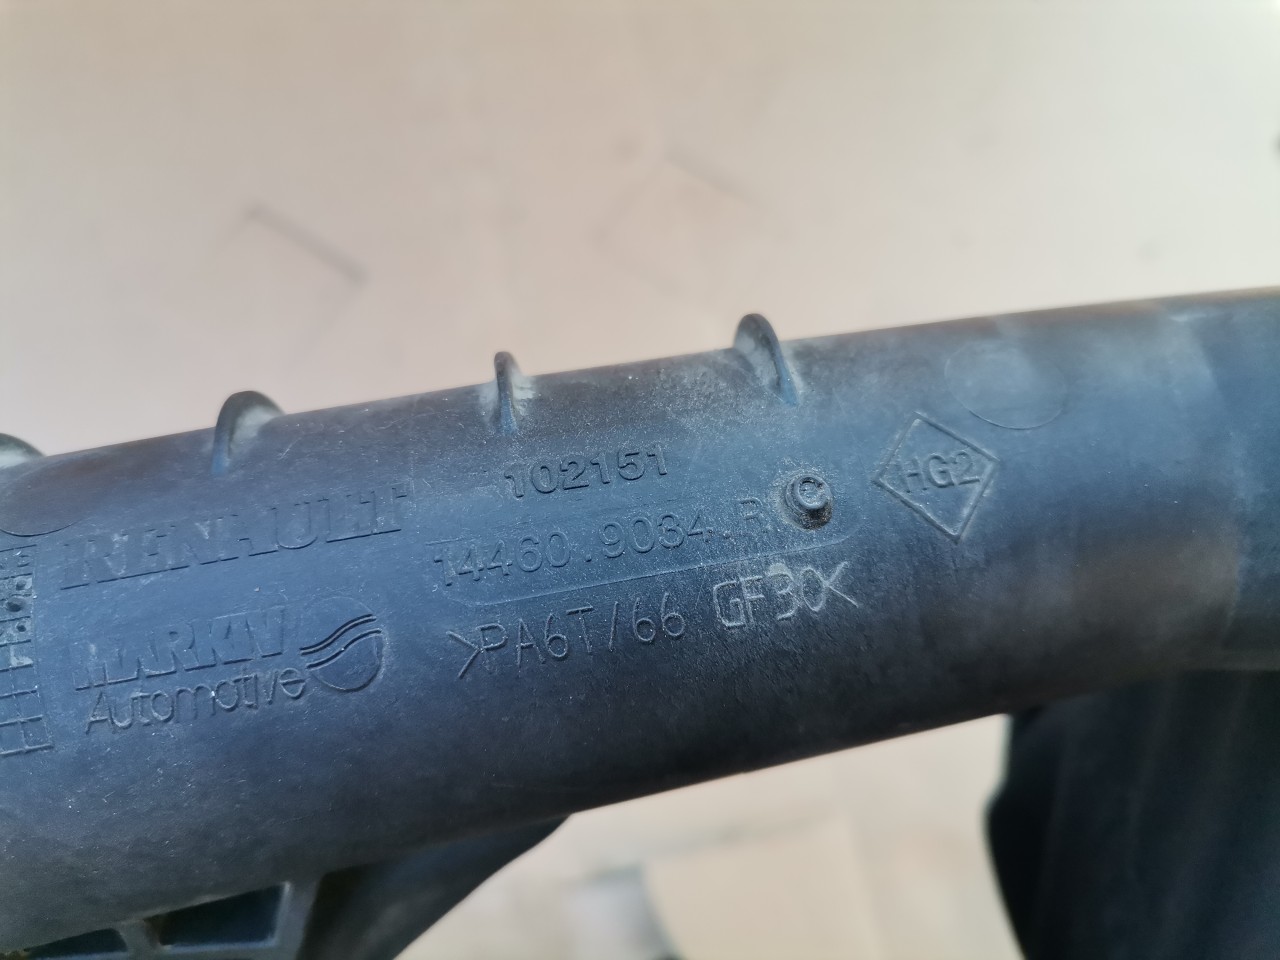 102151
RENAULT
14460.9034.R C
HG2
MARK IV
Automotive
>PA6T/66 GF30<